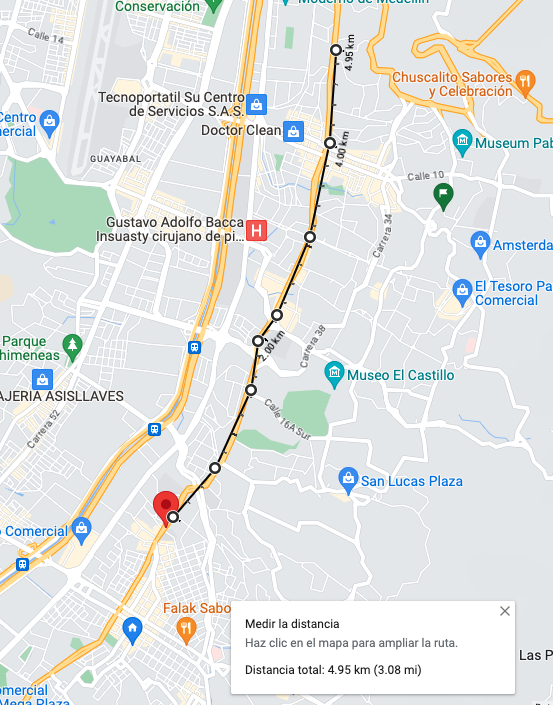 Moderno de Medellín
Conservación
Calle 14
4.95 km
Chuscalito Sabores
y Celebración
Tecnoportatil Su Centro
de Servicios S.A.S.
Doctor Clean
Centro
ercial
4.00 km
Museum Pab
GUAYABAL
Calle 10
Gustavo Adolfo Bacca
Insuasty cirujano de pi...
H
Carrera 34
Amsterda
El Tesoro Pa
Comercial
2.00 km
Carrera 38
Parque
himeneas
Museo El Castillo
AJERIA ASISLLAVES
Carrera 52
Calle 16A Sur
San Lucas Plaza
o Comercial
Falak Sabo
Medir la distancia
Haz clic en el mapa para ampliar la ruta.
Distancia total: 4.95 km (3.08 mi)
Las P
omercial
Mega Plaza